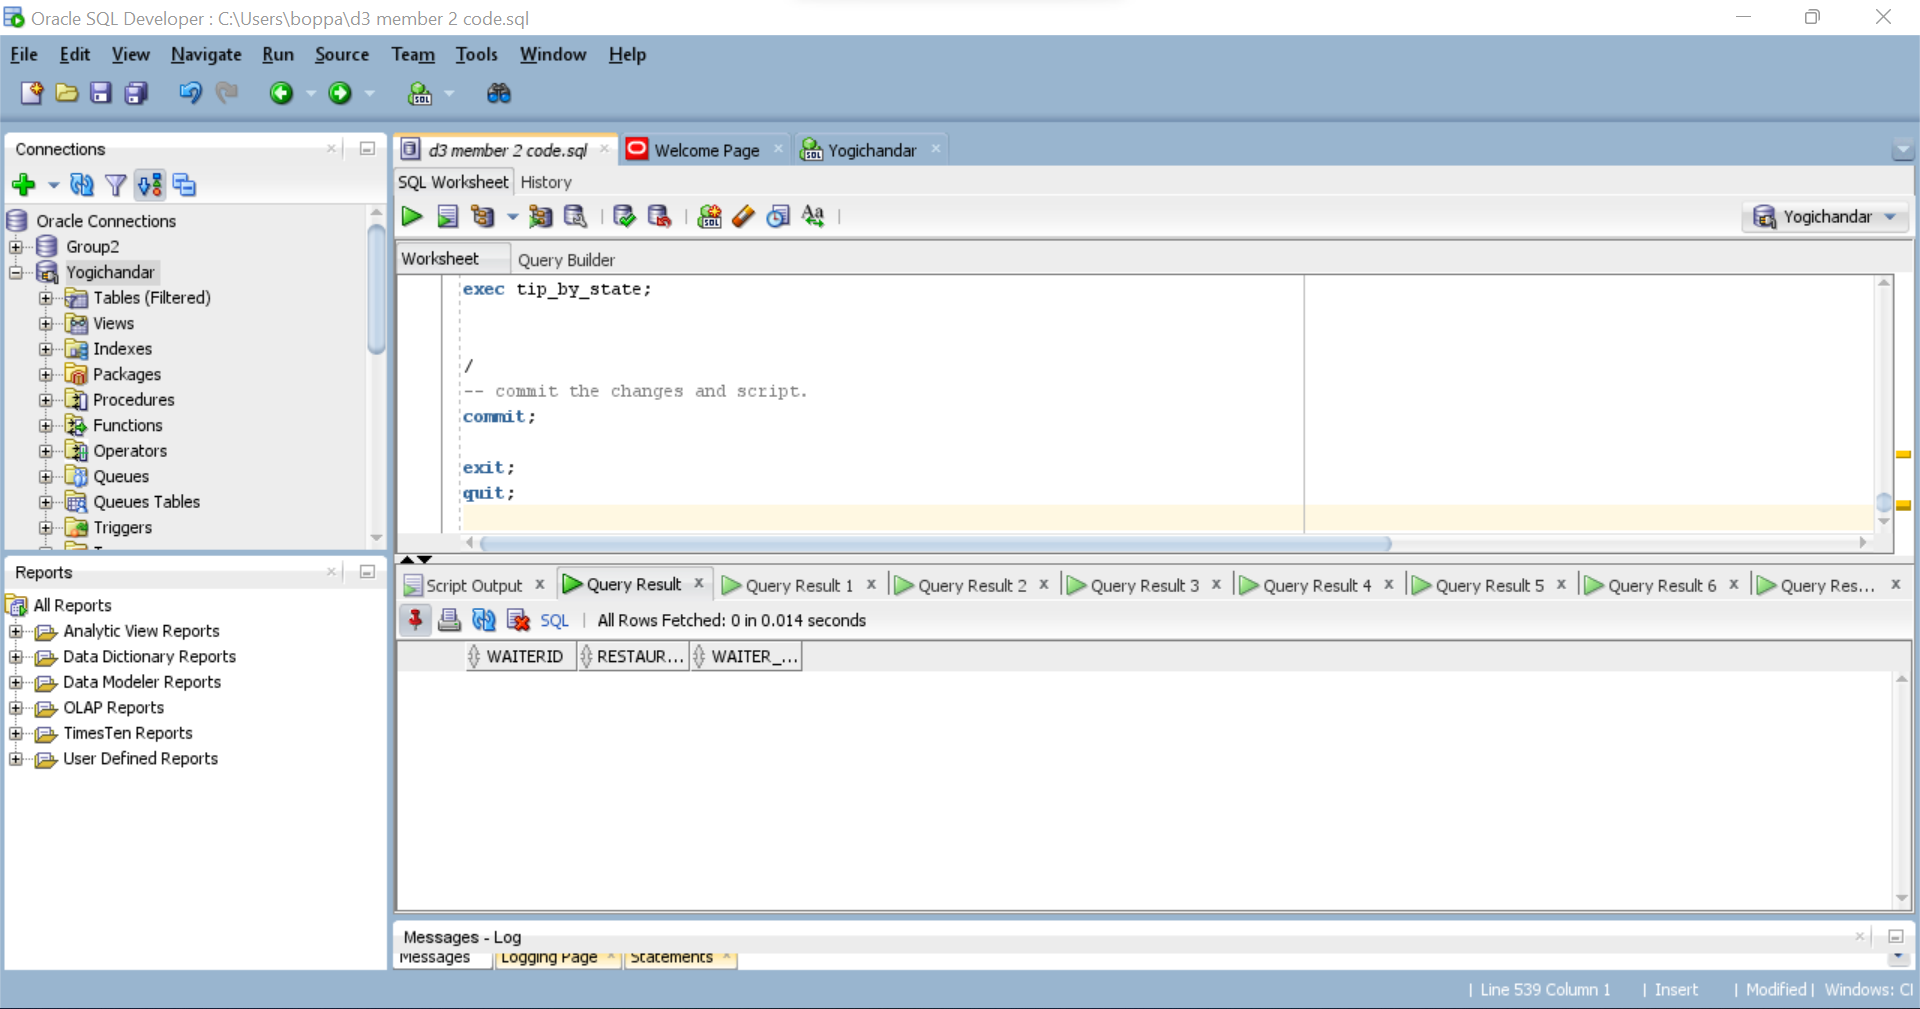 Oracle SQL Developer : C:\Users\boppa\d3 member 2 code.sql
File Edit View Navigate Run Source Team Tools Window Help
Connections
Oracle Connections
Group2
Yogichandar
Tables (Filtered)
Views
Indexes
Packages
Procedures
Functions
Operators
Queues
Queues Tables
Triggers
Reports
All Reports
Analytic View Reports
Data Dictionary Reports
Data Modeler Reports
OLAP Reports
TimesTen Reports
User Defined Reports
d3 member 2 code.sql Welcome Page Yogichandar
SQL Worksheet History
Aa Yogichandar
Worksheet Query Builder
exec tip_by_state;
/
-- commit the changes and script.
commit;
exit;
quit;
Script Output Query Result Query Result 1 Query Result 2 Query Result 3 Query Result 4 Query Result 5 Query Result 6 Query Res...
SQL | All Rows Fetched: 0 in 0.014 seconds
WAITERID RESTAUR... WAITER_...
Messages - Log
Messages Logging Page Statements
| Line 539 Column 1 | Insert | Modified | Windows: Cl